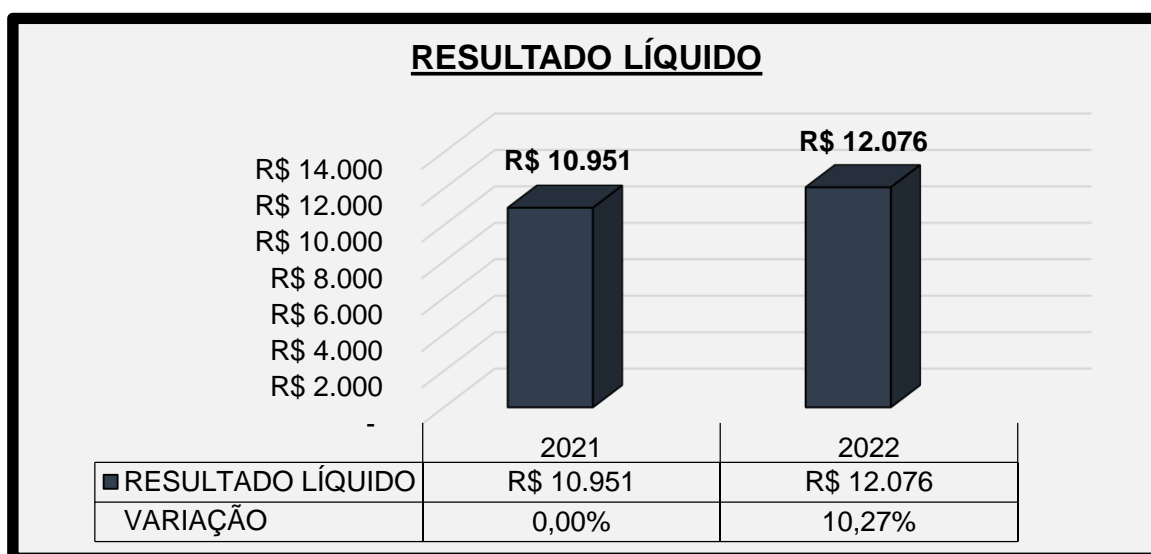 RESULTADO LÍQUIDO
R$ 10.951
R$ 12.076
R$ 14.000
R$ 12.000
R$ 10.000
R$ 8.000
R$ 6.000
R$ 4.000
R$ 2.000
-
2021 2022
RESULTADO LÍQUIDO R$ 10.951 R$ 12.076
VARIAÇÃO 0,00% 10,27%